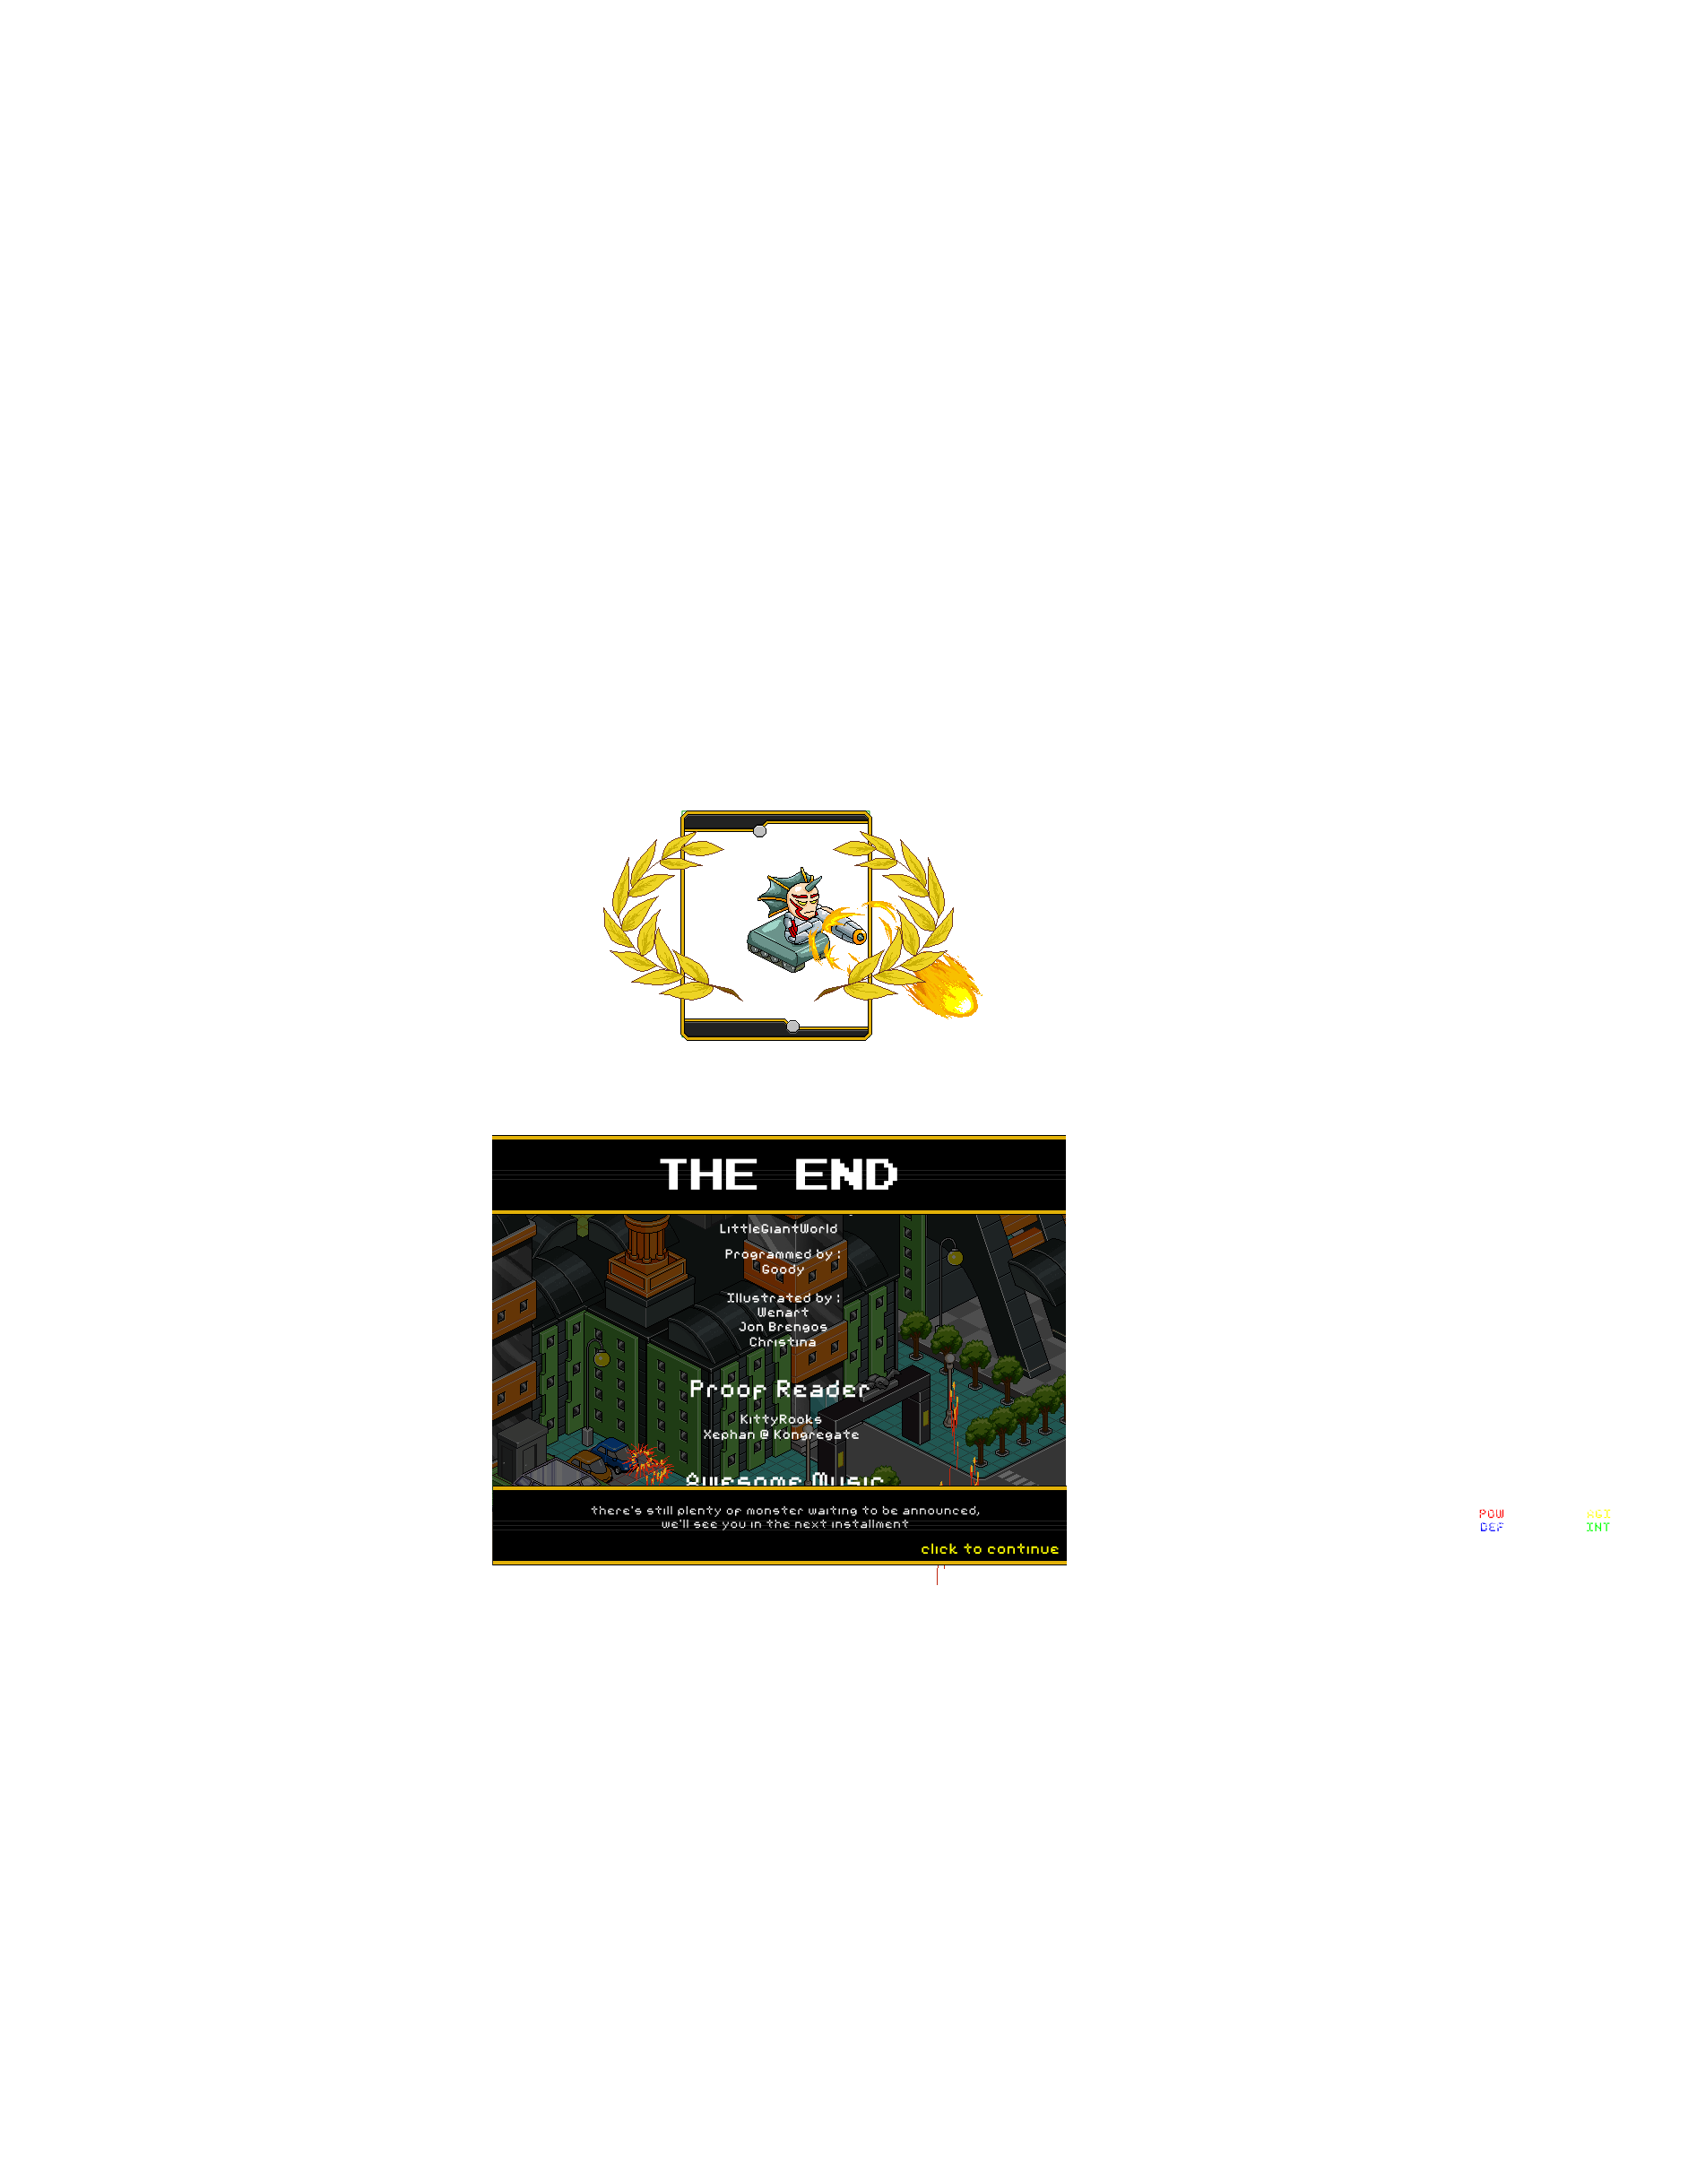 THE END
LittleGiantWorld
Programmed by :
Goody
Illustrated by :
Wenart
Jon Brengos
Christina
Proof Reader
KittyRooks
Xephan @ Kongregate
Awesome Music
there's still plenty of monster waiting to be announced,
we'll see you in the next installment
click to continue
POW AGI
DEF INT